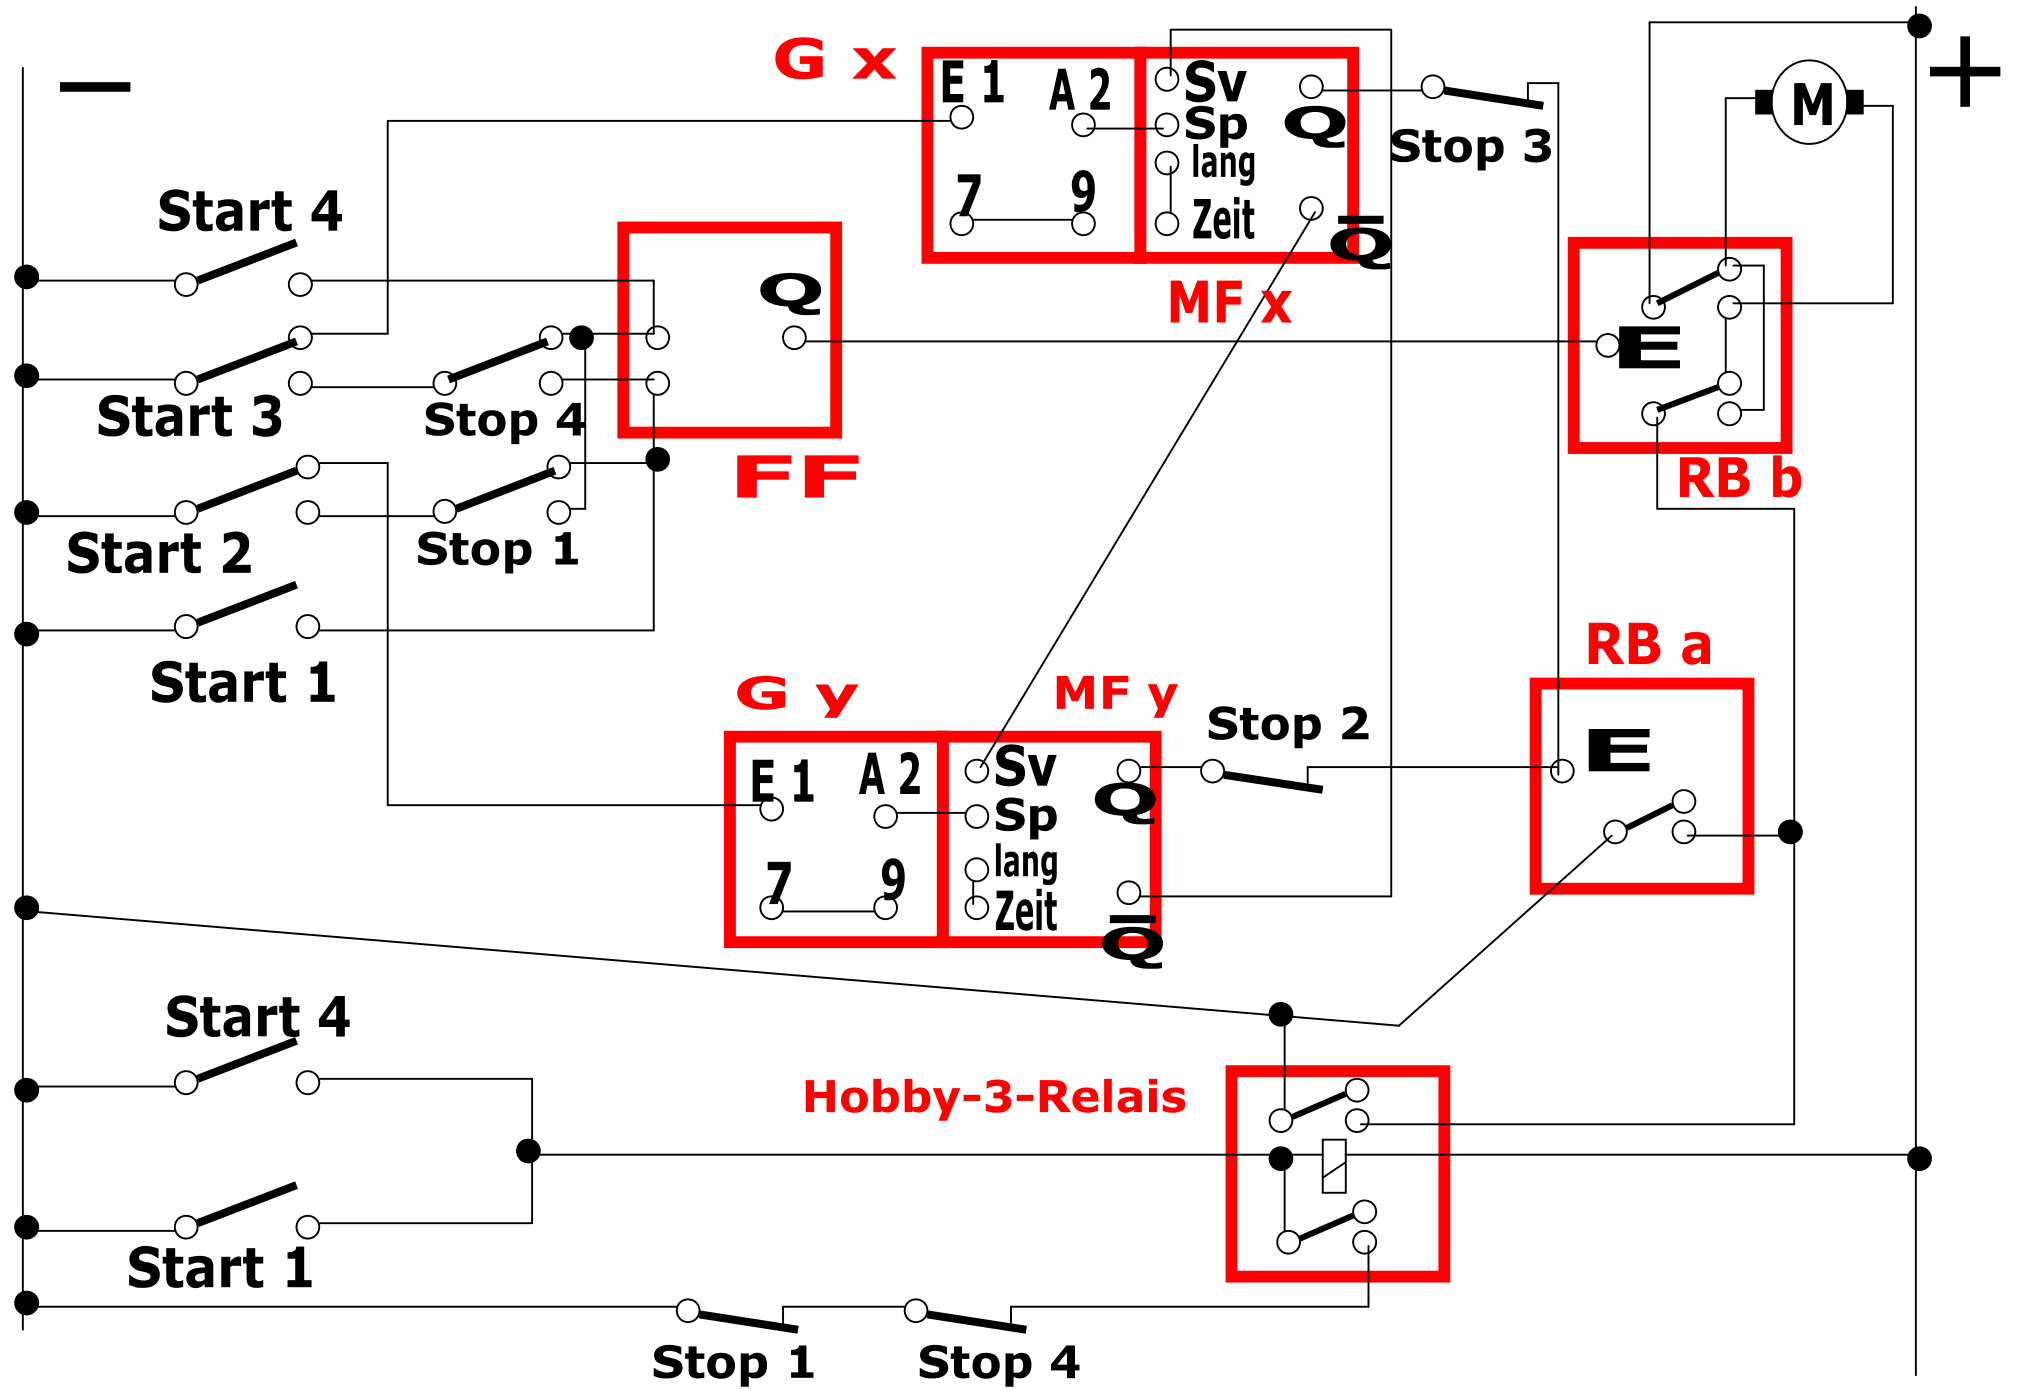 G x
E 1
A 2
Sv
Q
Sp
lang
7
9
Zeit
Q̅
MF x
Stop 3
M
+
−
Start 4
Q
Start 3
Stop 4
FF
E
RB b
Start 2
Stop 1
Start 1
RB a
G y
MF y
Stop 2
E 1
A 2
Sv
Q
E
Sp
lang
7
9
Zeit
Q̅
Start 4
Hobby-3-Relais
Start 1
Stop 1
Stop 4